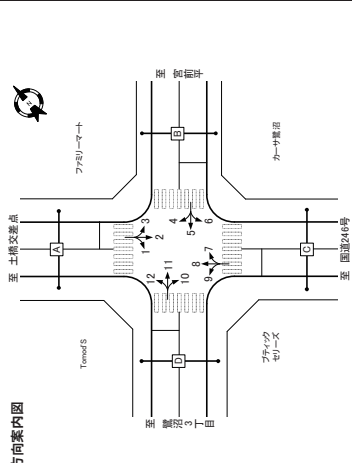 方向案内図
N
至 土橋交差点
ファミリーマート
Tomod'S
A
至 宮前平
B
1
2
3
4
5
6
7
8
9
10
11
12
D
至 鷺沼3丁目
C
カーサ鷺沼
ブティック
セリーズ
至 国道246号